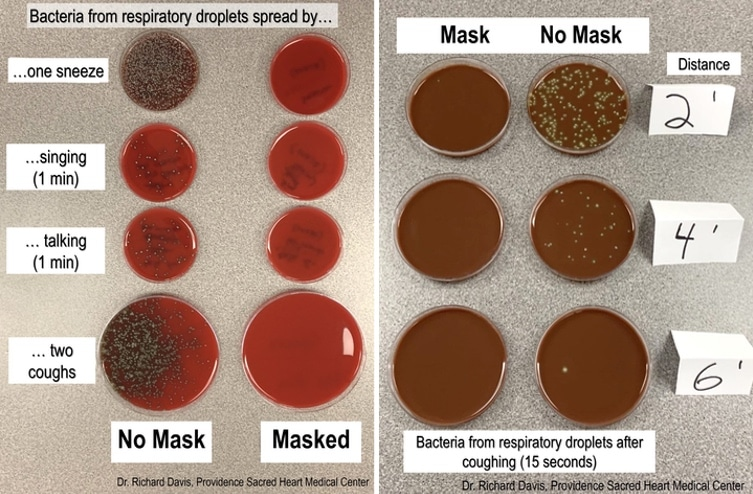 Bacteria from respiratory droplets spread by…
…one sneeze
…singing
(1 min)
… talking
(1 min)
… two
coughs
No Mask
Masked
Dr. Richard Davis, Providence Sacred Heart Medical Center
Mask
No Mask
Distance
2'
4'
6'
Bacteria from respiratory droplets after
coughing (15 seconds)
Dr. Richard Davis, Providence Sacred Heart Medical Center